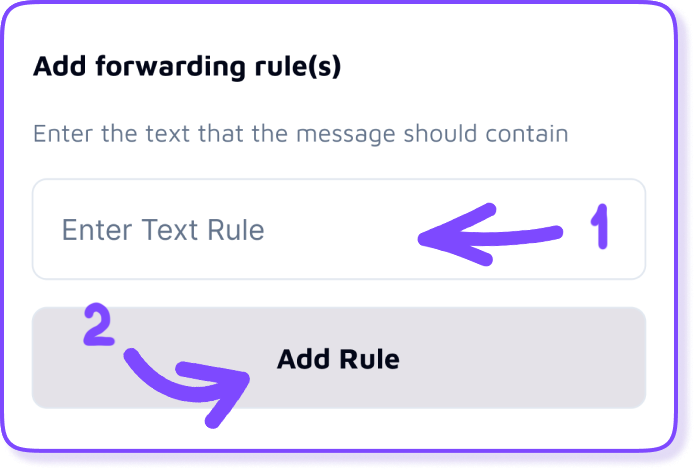 Add forwarding rule(s)
Enter the text that the message should contain
Enter Text Rule
1
2
Add Rule